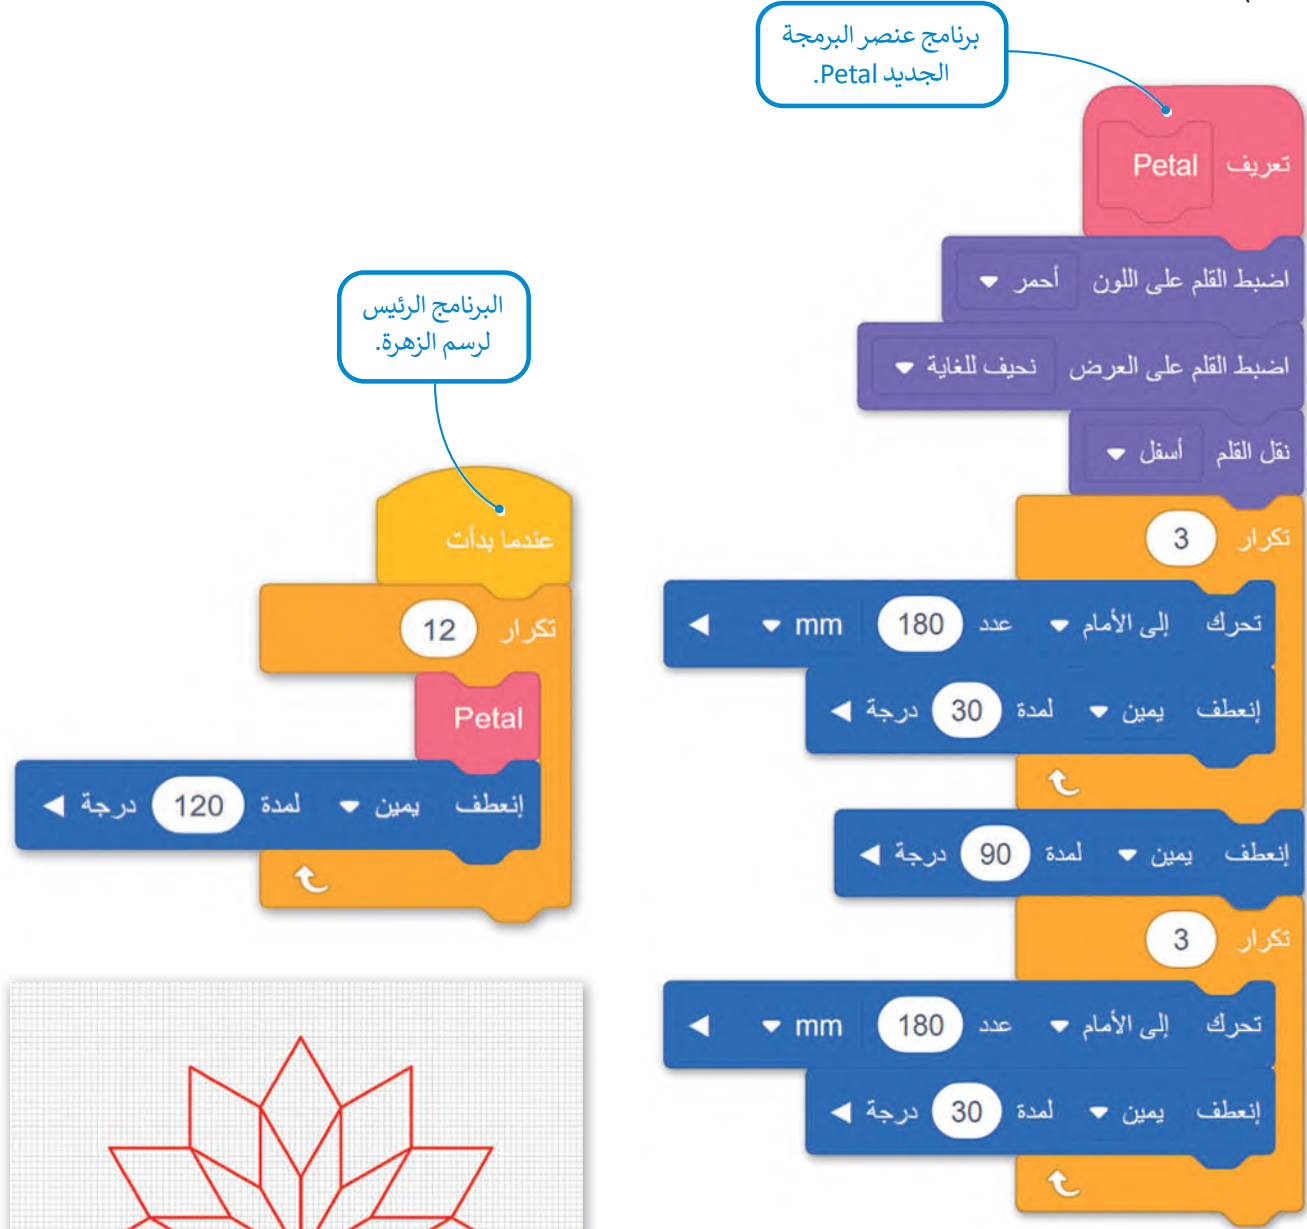 برنامج عنصر البرمجة
الجديد Petal.
تعريف Petal
اضبط القلم على اللون أحمر
اضبط القلم على العرض نحيف للغاية
نقل القلم أسفل
تكرار 3
تحرك إلى الأمام عدد 180 mm
إنعطف يمين لمدة 30 درجة
إنعطف يمين لمدة 90 درجة
تكرار 3
تحرك إلى الأمام عدد 180 mm
إنعطف يمين لمدة 30 درجة
البرنامج الرئيس
لرسم الزهرة.
عندما بدأت
تكرار 12
Petal
إنعطف يمين لمدة 120 درجة